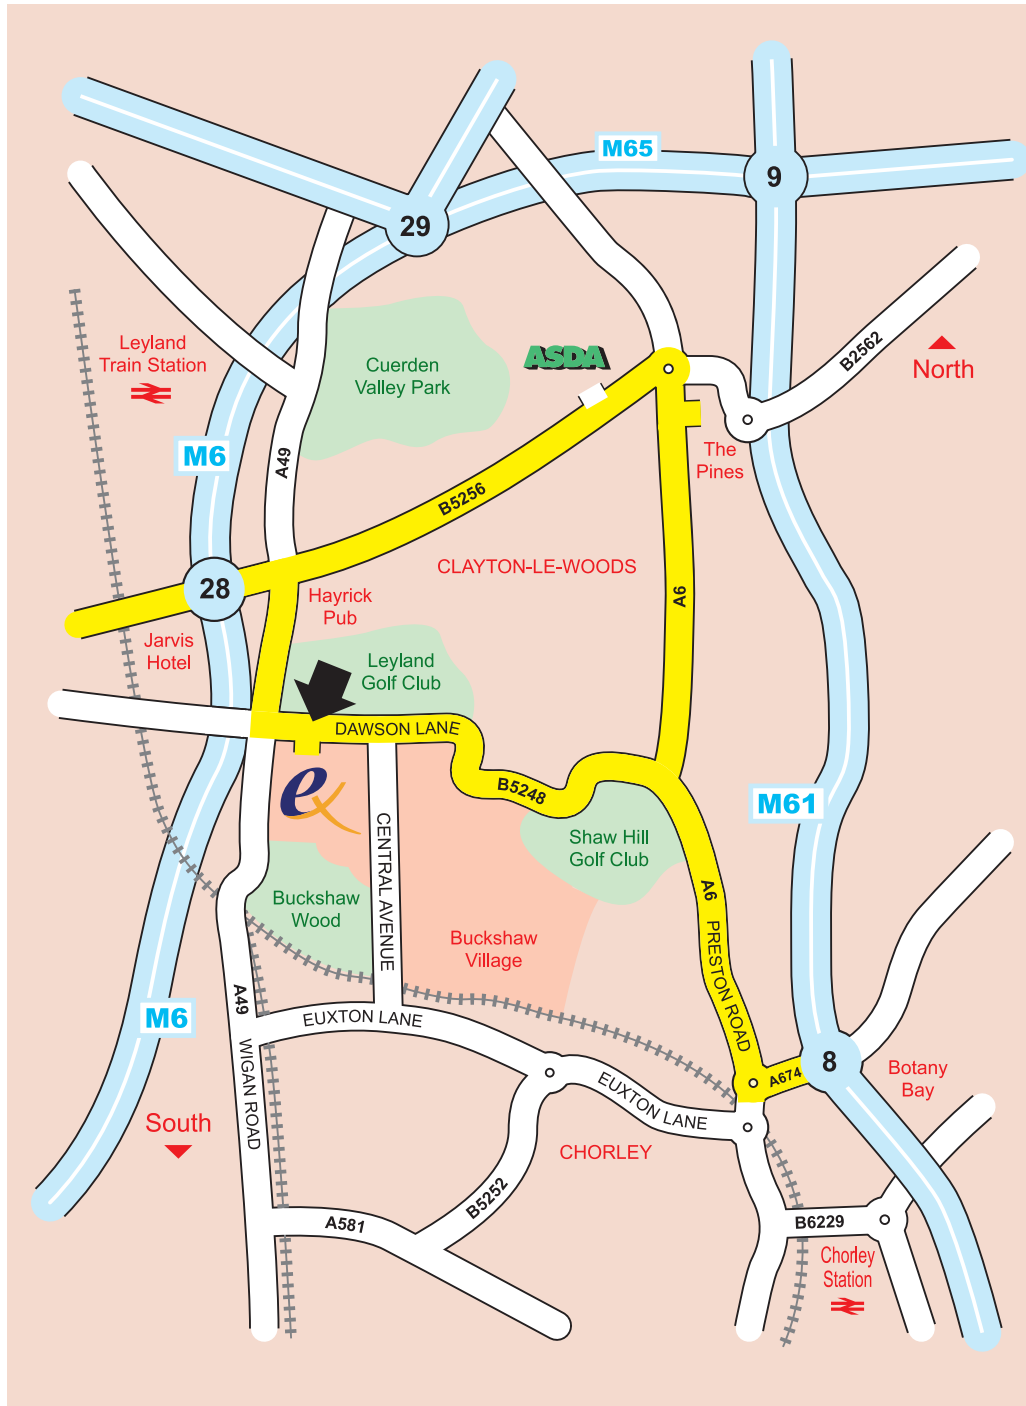 M65
9
29
Leyland
Train Station
Cuerden
Valley Park
ASDA
B2562
North
M6
A49
B5256
The
Pines
CLAYTON-LE-WOODS
28
Hayrick
Pub
A6
Jarvis
Hotel
Leyland
Golf Club
DAWSON LANE
ex
B5248
M61
CENTRAL AVENUE
Shaw Hill
Golf Club
Buckshaw
Wood
A6
PRESTON ROAD
Buckshaw
Village
A49
WIGAN ROAD
M6
EUXTON LANE
8
A674
Botany
Bay
EUXTON LANE
South
CHORLEY
B5252
A581
B6229
Chorley
Station